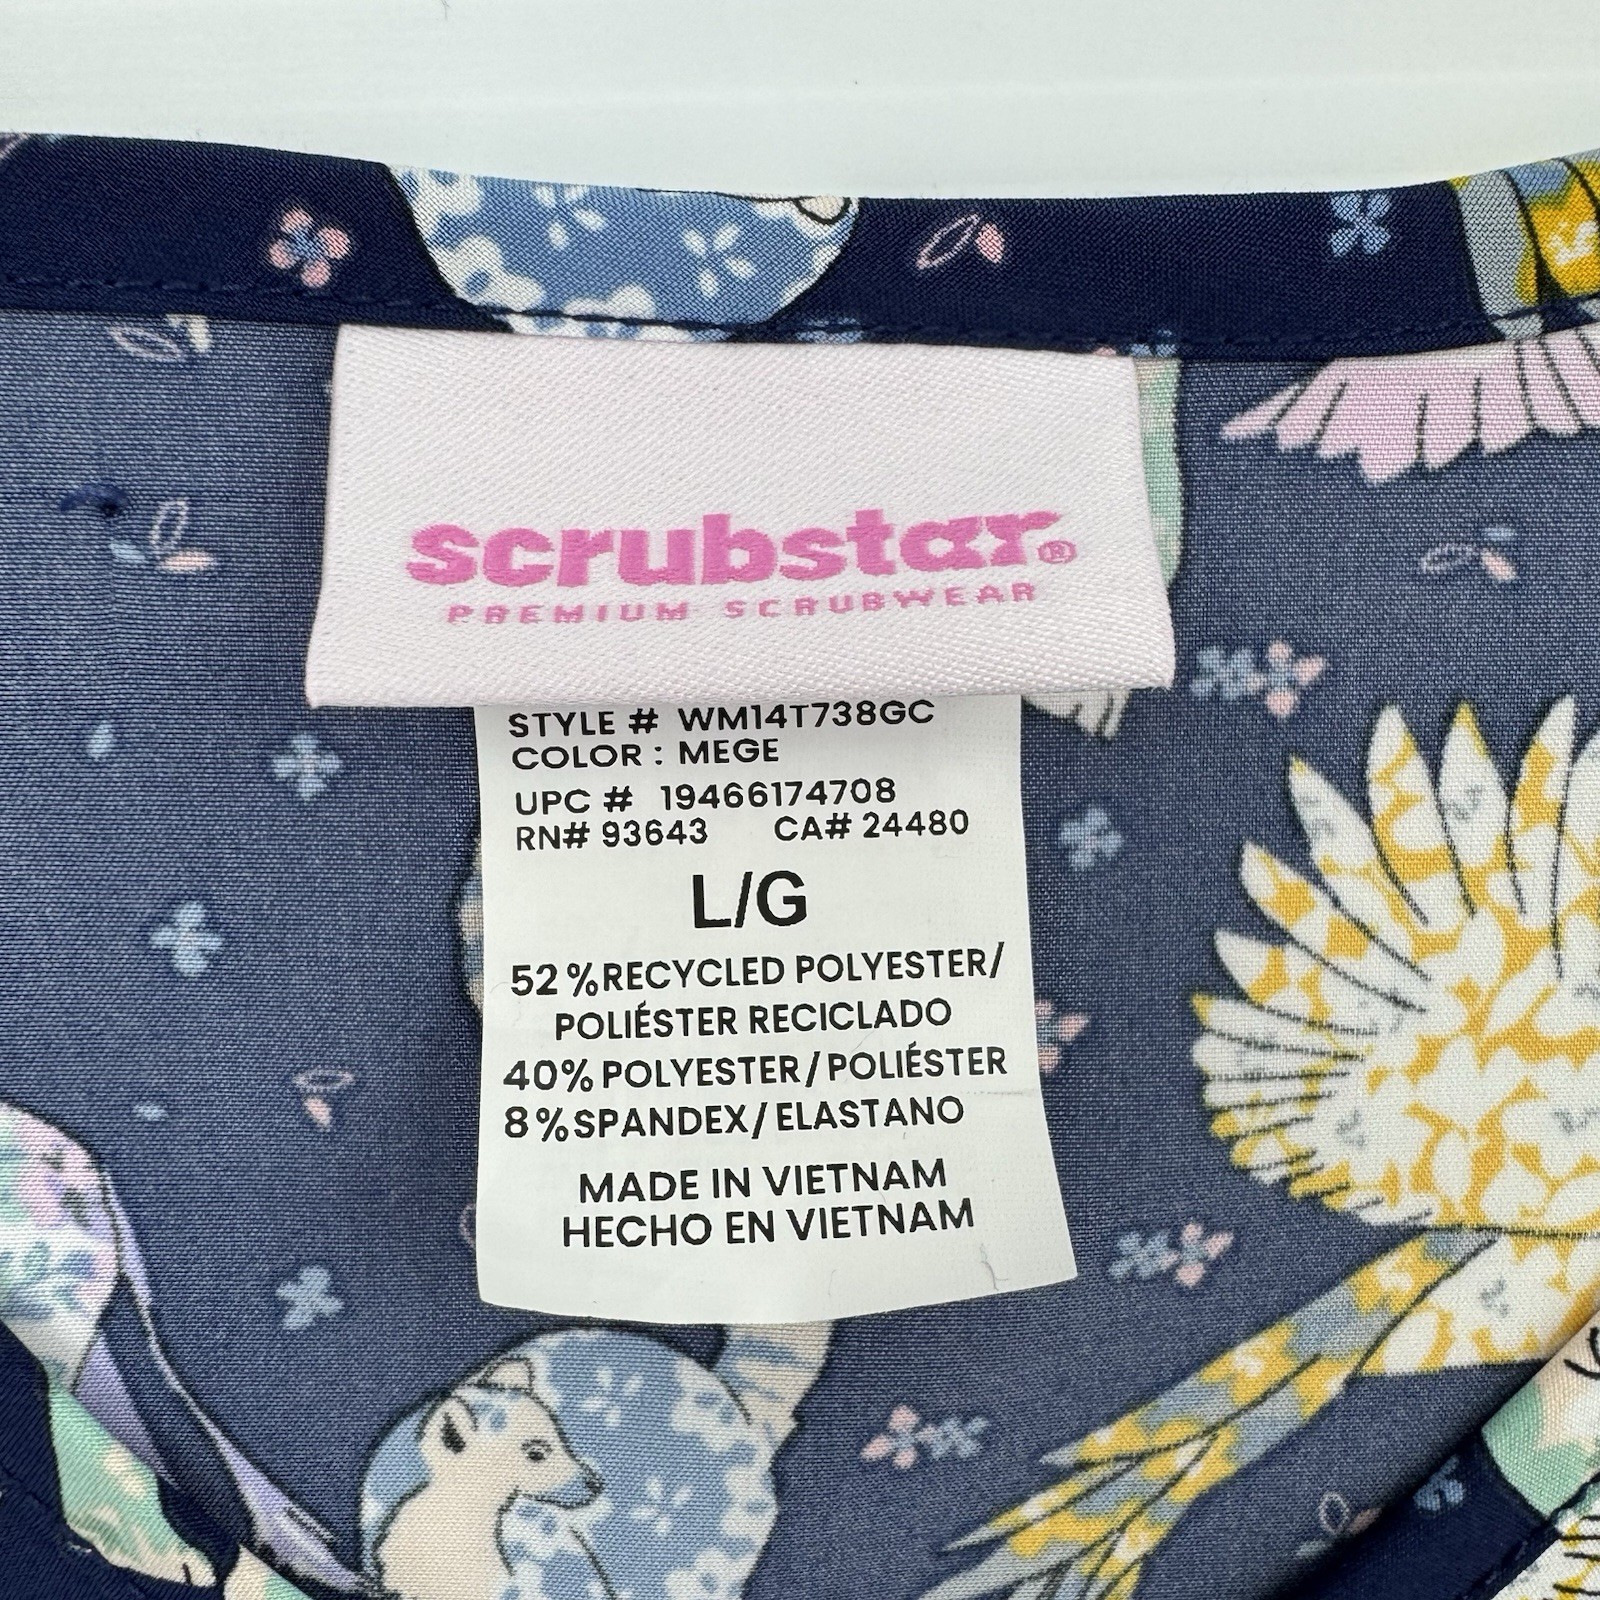 scrubstar®
PREMIUM SCRUBWEAR
STYLE # WM14T738GC
COLOR : MEGE
UPC # 19466174708
RN# 93643 CA# 24480
L/G
52%RECYCLED POLYESTER/
POLIÉSTER RECICLADO
40% POLYESTER/POLIÉSTER
8%SPANDEX/ELASTANO
MADE IN VIETNAM
HECHO EN VIETNAM